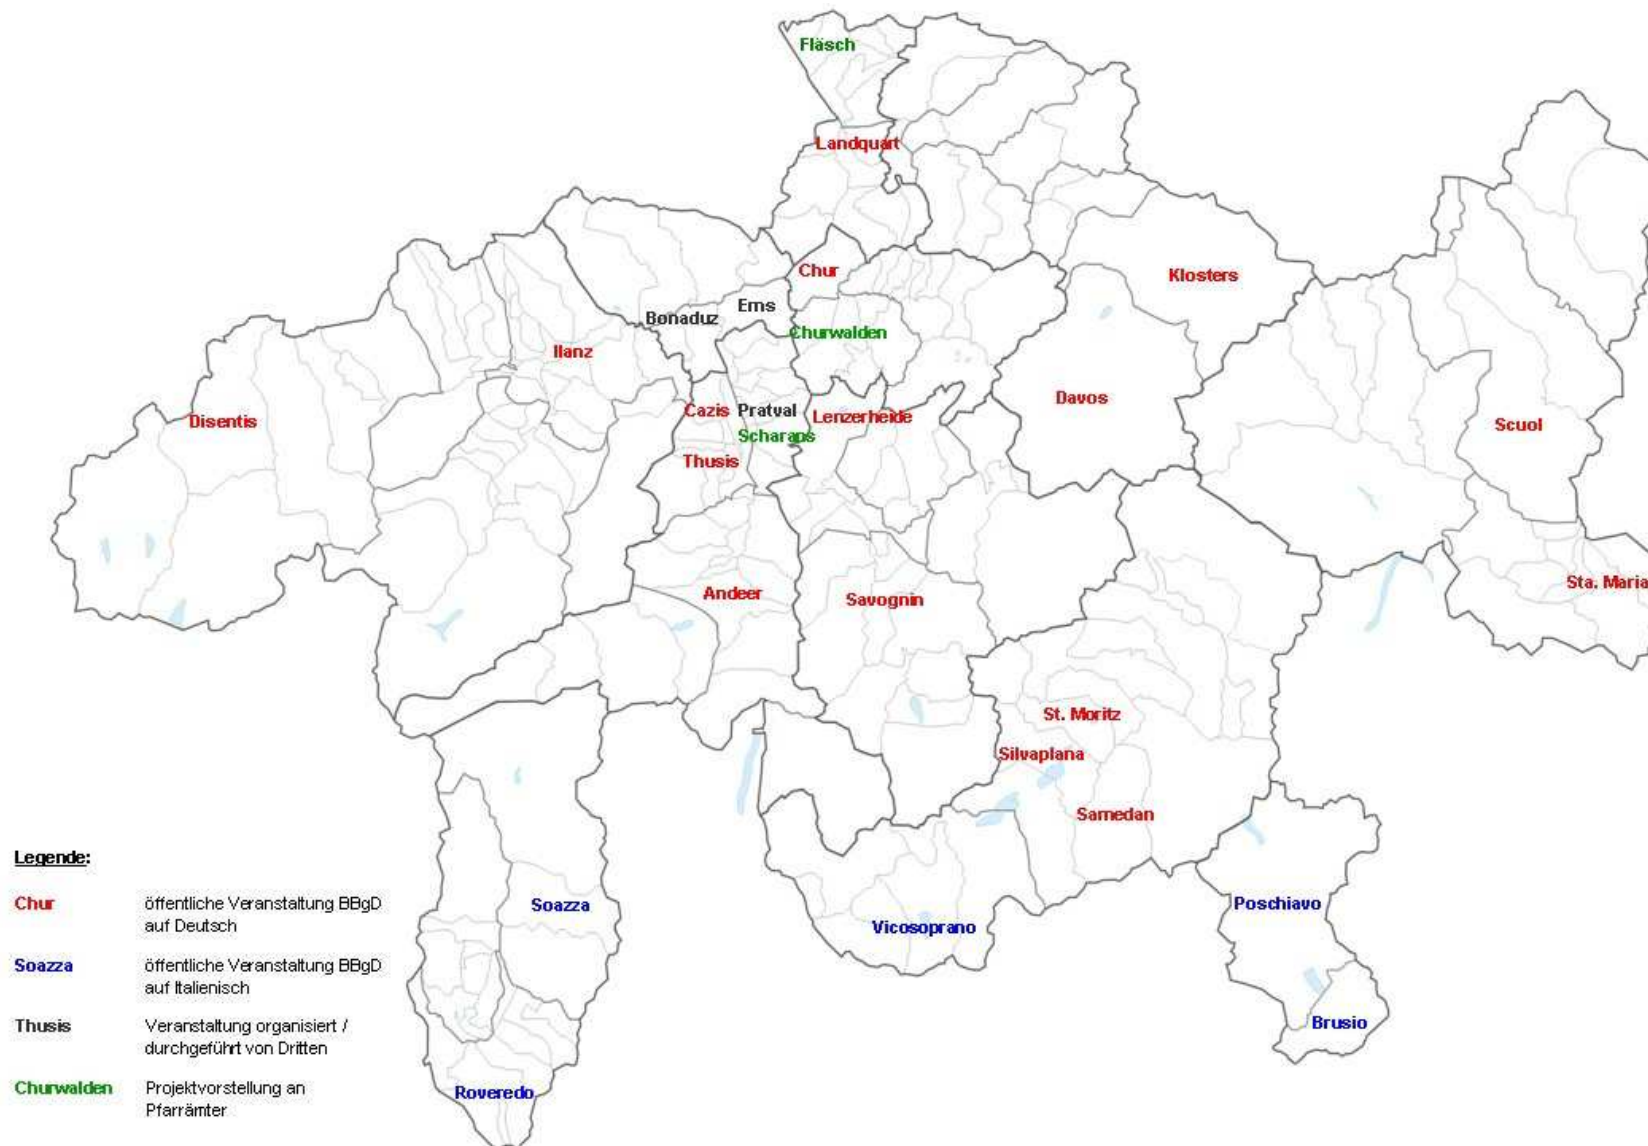 Fläsch
Landquart
Chur
Klosters
Ems
Bonaduz
Churwalden
Ilanz
Davos
Cazis
Pratval
Lenzerheide
Disentis
Scuol
Scharans
Thusis
Sta. Maria
Andeer
Savognin
St. Moritz
Silvaplana
Samedan
Soazza
Poschiavo
Vicosoprano
Brusio
Roveredo
Legende:
Chur öffentliche Veranstaltung BBgD
auf Deutsch
Soazza öffentliche Veranstaltung BBgD
auf Italienisch
Thusis Veranstaltung organisiert /
durchgeführt von Dritten
Churwalden Projektvorstellung an
Pfarrämter